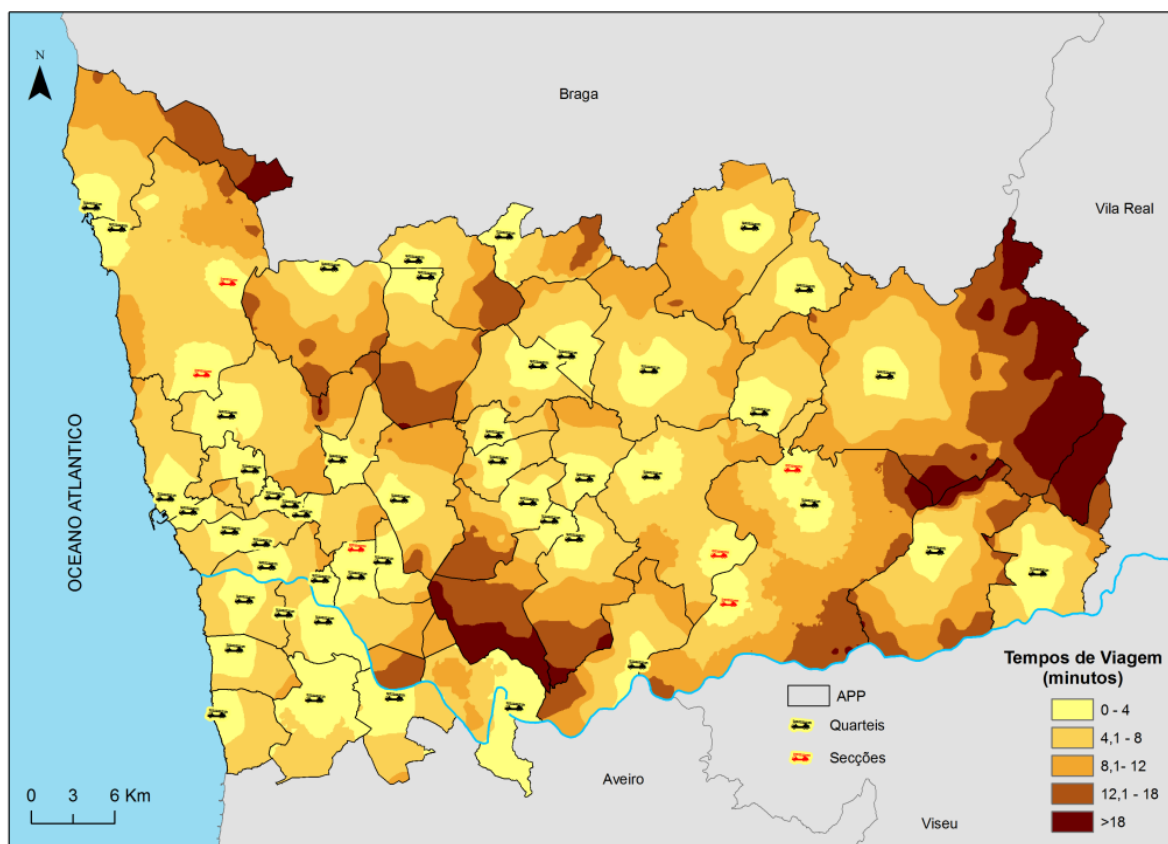 N
Braga
Vila Real
OCEANO ATLANTICO
Tempos de Viagem
(minutos)
0 - 4
4,1 - 8
8,1- 12
12,1 - 18
>18
APP
Quarteis
Secções
0 3 6 Km
Aveiro
Viseu